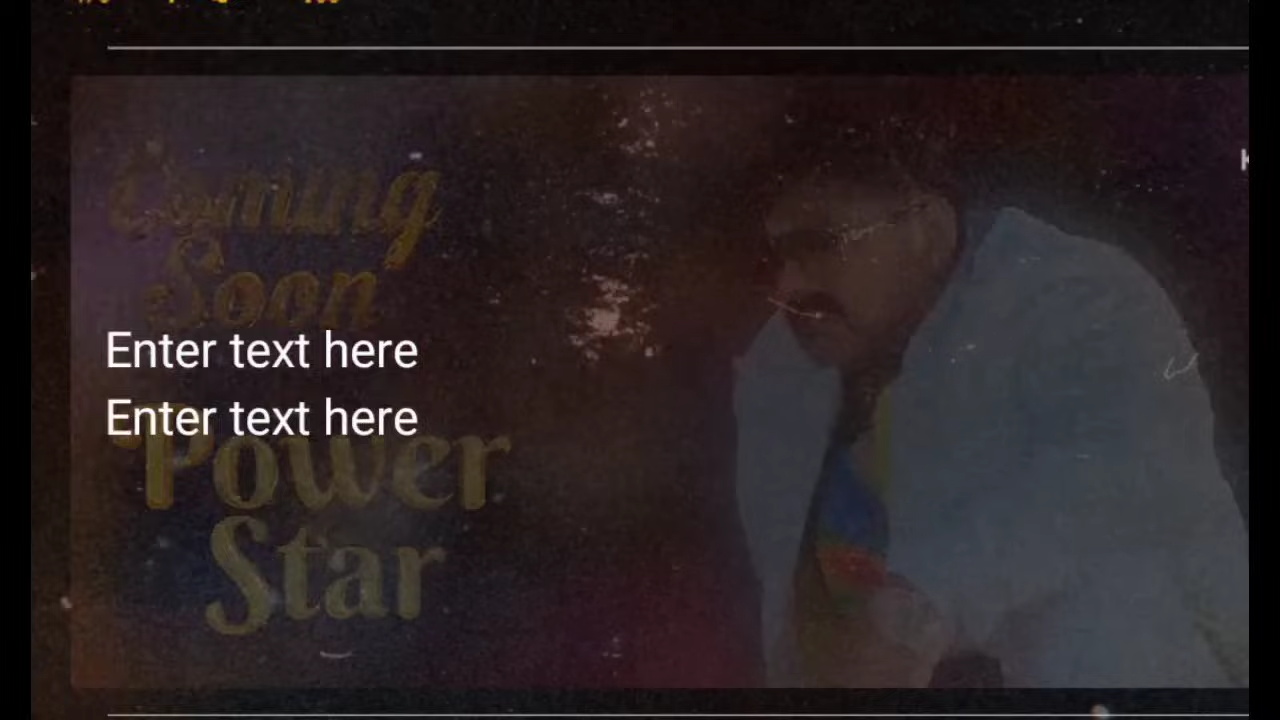 Coming
Soon
Enter text here
Enter text here
Power
Star